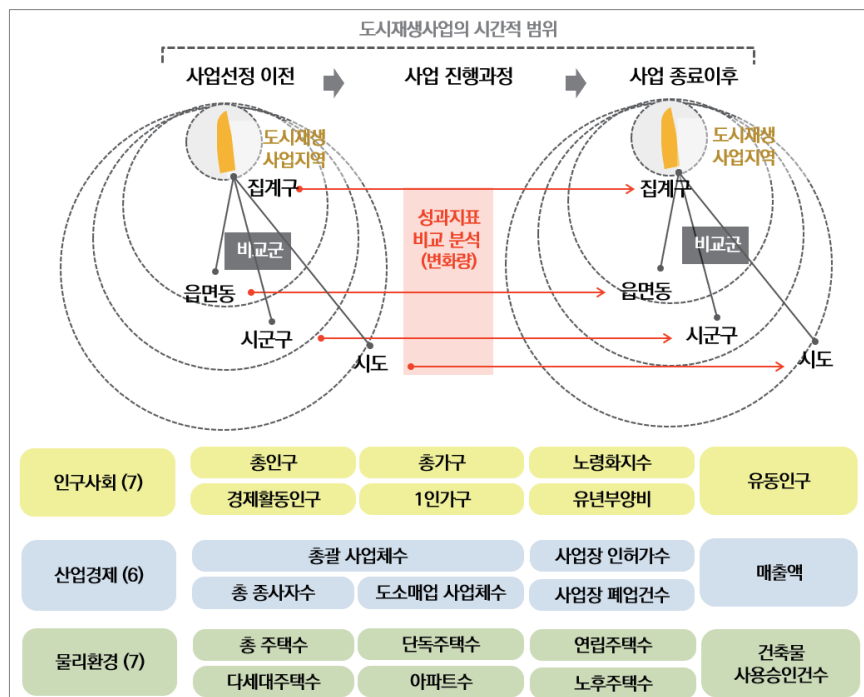 도시재생사업의 시간적 범위
사업선정 이전
사업 진행과정
사업 종료이후
도시재생
사업지역
집계구
비교군
읍면동
시군구
시도
성과지표
비교 분석
(변화량)
도시재생
사업지역
집계구
비교군
읍면동
시군구
시도
인구사회 (7)
총인구
총가구
노령화지수
유동인구
경제활동인구
1인가구
유년부양비
산업경제 (6)
총괄 사업체수
사업장 인허가수
매출액
총 종사자수
도소매업 사업체수
사업장 폐업건수
물리환경 (7)
총 주택수
단독주택수
연립주택수
건축물
사용승인건수
다세대주택수
아파트수
노후주택수